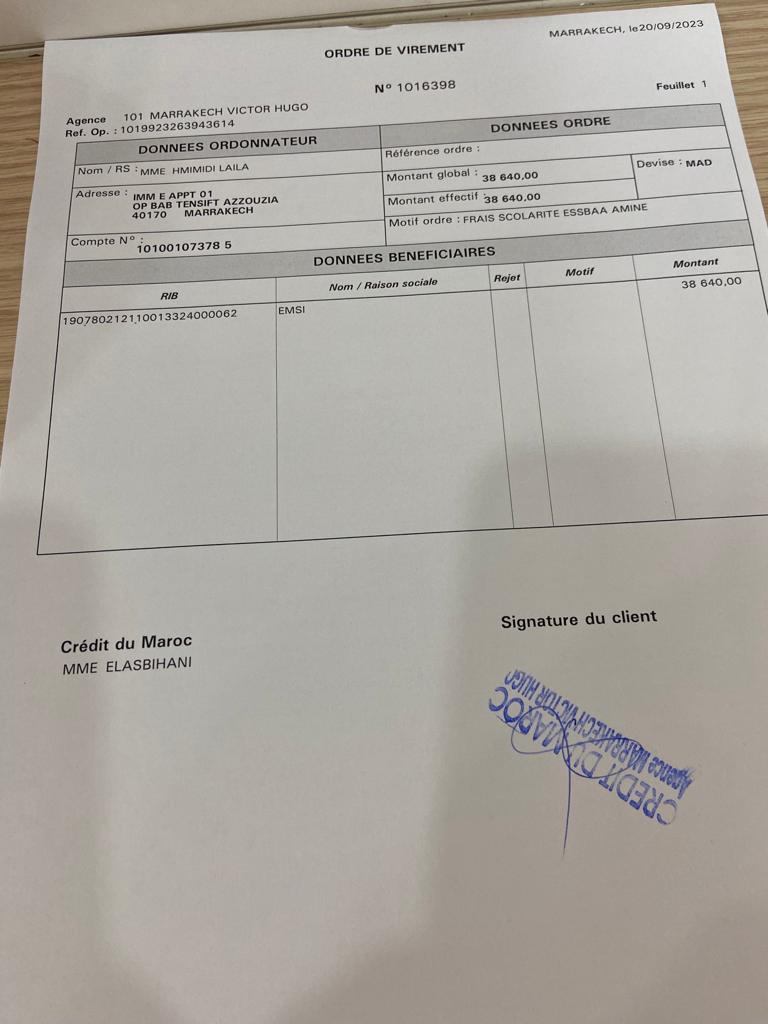 MARRAKECH, le20/09/2023
ORDRE DE VIREMENT
Nº 1016398
Feuillet 1
Agence 101 MARRAKECH VICTOR HUGO
Ref. Op. : 1019923263943614
DONNEES ORDONNATEUR
DONNEES ORDRE
Nom / RS : MME HMIMIDI LAILA
Référence ordre :
Adresse : IMM E APPT 01
OP BAB TENSIFT AZZOUZIA
40170 MARRAKECH
Montant global : 38 640,00
Devise : MAD
Montant effectif : 38 640,00
Motif ordre : FRAIS SCOLARITE ESSBAA AMINE
Compte Nº : 10100107378 5
DONNEES BENEFICIAIRES
RIB Nom / Raison sociale Rejet Motif Montant
190780212110013324000062 EMSI 38 640,00
Crédit du Maroc
MME ELASBIHANI
Signature du client
CREDIT DU MAROC
Agence MARRAKECH VICTOR HUGO